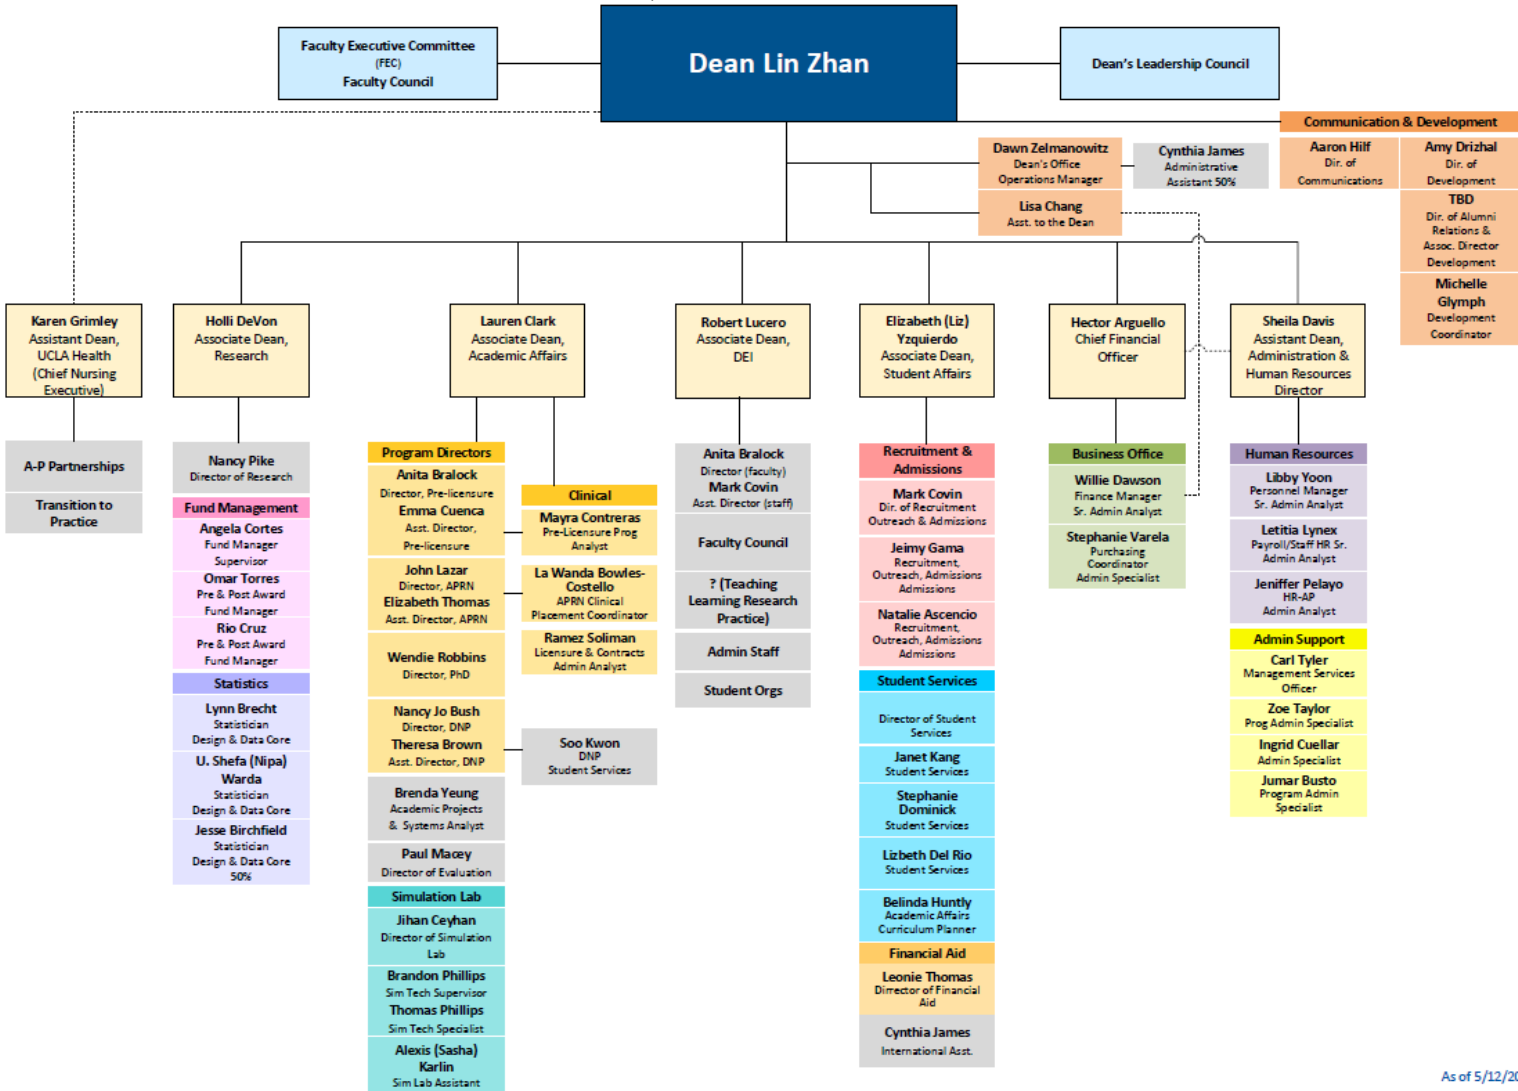 Dean Lin Zhan
Faculty Executive Committee
(FEC)
Faculty Council
Dean's Leadership Council
Communication & Development
Aaron Hilf
Dir. of
Communications
Amy Drizhal
Dir. of
Development
TBD
Dir. of Alumni
Relations &
Assoc. Director
Development
Michelle
Glymph
Development
Coordinator
Dawn Zelmanowitz
Dean's Office
Operations Manager
Cynthia James
Administrative
Assistant 50%
Lisa Chang
Asst. to the Dean
Karen Grimley
Assistant Dean,
UCLA Health
(Chief Nursing
Executive)
A-P Partnerships
Transition to
Practice
Holli DeVon
Associate Dean,
Research
Nancy Pike
Director of Research
Fund Management
Angela Cortes
Fund Manager
Supervisor
Omar Torres
Pre & Post Award
Fund Manager
Rio Cruz
Pre & Post Award
Fund Manager
Statistics
Lynn Brecht
Statistician
Design & Data Core
U. Shefa (Nipa)
Warda
Statistician
Design & Data Core
Jesse Birchfield
Statistician
Design & Data Core
50%
Lauren Clark
Associate Dean,
Academic Affairs
Program Directors
Anita Bralock
Director, Pre-licensure
Emma Cuenca
Asst. Director,
Pre-licensure
John Lazar
Director, APRN
Elizabeth Thomas
Asst. Director, APRN
Wendie Robbins
Director, PhD
Nancy Jo Bush
Director, DNP
Theresa Brown
Asst. Director, DNP
Brenda Yeung
Academic Projects
& Systems Analyst
Paul Macey
Director of Evaluation
Simulation Lab
Jihan Ceyhan
Director of Simulation
Lab
Brandon Phillips
Sim Tech Supervisor
Thomas Phillips
Sim Tech Specialist
Alexis (Sasha)
Karlin
Sim Lab Assistant
Clinical
Mayra Contreras
Pre-Licensure Prog
Analyst
La Wanda Bowles-
Costello
APRN Clinical
Placement Coordinator
Ramez Soliman
Licensure & Contracts
Admin Analyst
Soo Kwon
DNP
Student Services
Robert Lucero
Associate Dean,
DEI
Anita Bralock
Director (faculty)
Mark Covin
Asst. Director (staff)
Faculty Council
? (Teaching
Learning Research
Practice)
Admin Staff
Student Orgs
Elizabeth (Liz)
Yzquierdo
Associate Dean,
Student Affairs
Recruitment &
Admissions
Mark Covin
Dir. of Recruitment
Outreach & Admissions
Jeimy Gama
Recruitment,
Outreach, Admissions
Admissions
Natalie Ascencio
Recruitment,
Outreach, Admissions
Admissions
Student Services
Director of Student
Services
Janet Kang
Student Services
Stephanie
Dominick
Student Services
Lizbeth Del Rio
Student Services
Belinda Huntly
Academic Affairs
Curriculum Planner
Financial Aid
Leonie Thomas
Dirrector of Financial
Aid
Cynthia James
International Asst.
Hector Arguello
Chief Financial
Officer
Business Office
Willie Dawson
Finance Manager
Sr. Admin Analyst
Stephanie Varela
Purchasing
Coordinator
Admin Specialist
Sheila Davis
Assistant Dean,
Administration &
Human Resources
Director
Human Resources
Libby Yoon
Personnel Manager
Sr. Admin Analyst
Letitia Lynex
Payroll/Staff HR Sr.
Admin Analyst
Jeniffer Pelayo
HR-AP
Admin Analyst
Admin Support
Carl Tyler
Management Services
Officer
Zoe Taylor
Prog Admin Specialist
Ingrid Cuellar
Admin Specialist
Jumar Busto
Program Admin
Specialist
As of 5/12/20